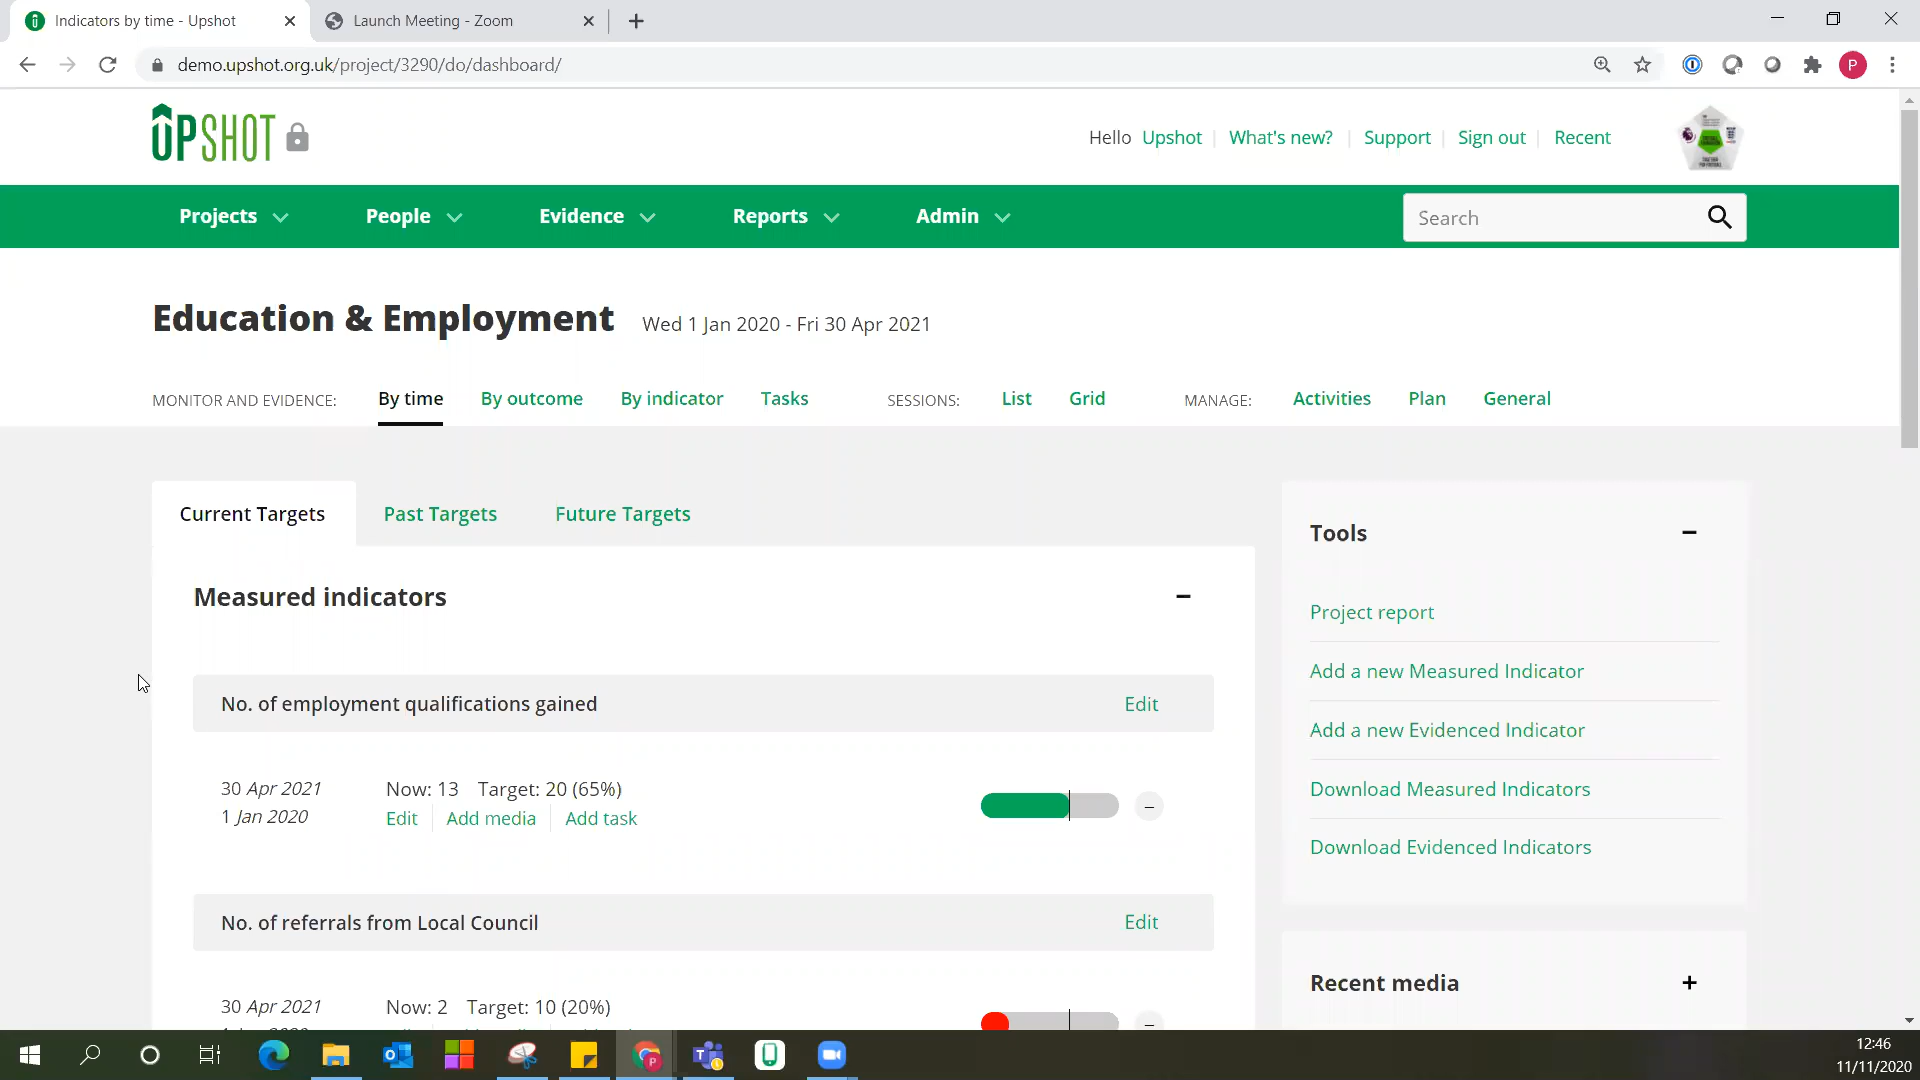 Indicators by time - Upshot
Launch Meeting - Zoom
demo.upshot.org.uk/project/3290/do/dashboard/
P
UPSHOT
Hello Upshot What's new? Support Sign out Recent
Projects People Evidence Reports Admin
Search
Education & Employment Wed 1 Jan 2020 - Fri 30 Apr 2021
MONITOR AND EVIDENCE: By time By outcome By indicator Tasks SESSIONS: List Grid MANAGE: Activities Plan General
Current Targets Past Targets Future Targets
Measured indicators
No. of employment qualifications gained Edit
30 Apr 2021 Now: 13 Target: 20 (65%)
1 Jan 2020 Edit Add media Add task
No. of referrals from Local Council Edit
30 Apr 2021 Now: 2 Target: 10 (20%)
Tools
Project report
Add a new Measured Indicator
Add a new Evidenced Indicator
Download Measured Indicators
Download Evidenced Indicators
Recent media
12:46
11/11/2020